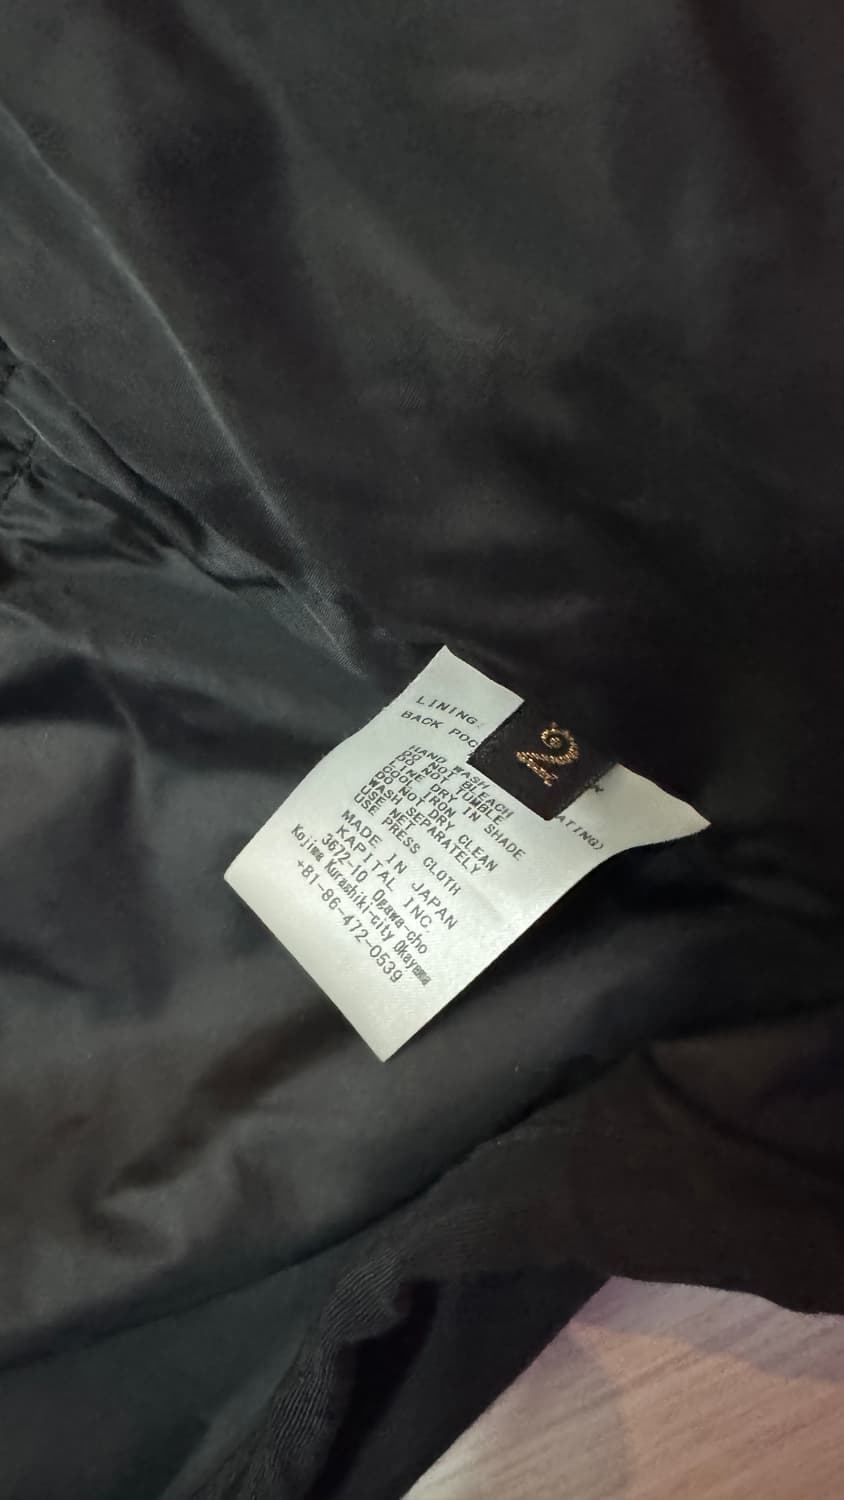 LINING:
BACK
2
ATING)
HAND WASH
DO NOT BLEACH
DO NOT TUMBLE
LINE DRY IN SHADE
COOL IRON
DO NOT DRY CLEAN
WASH SEPARATELY
USE NET
USE PRESS CLOTH
MADE IN JAPAN
KAPITAL INC.
3672-10 Ogawa-cho
Kojima Kurashiki-city Okayama
+81-86-472-0539